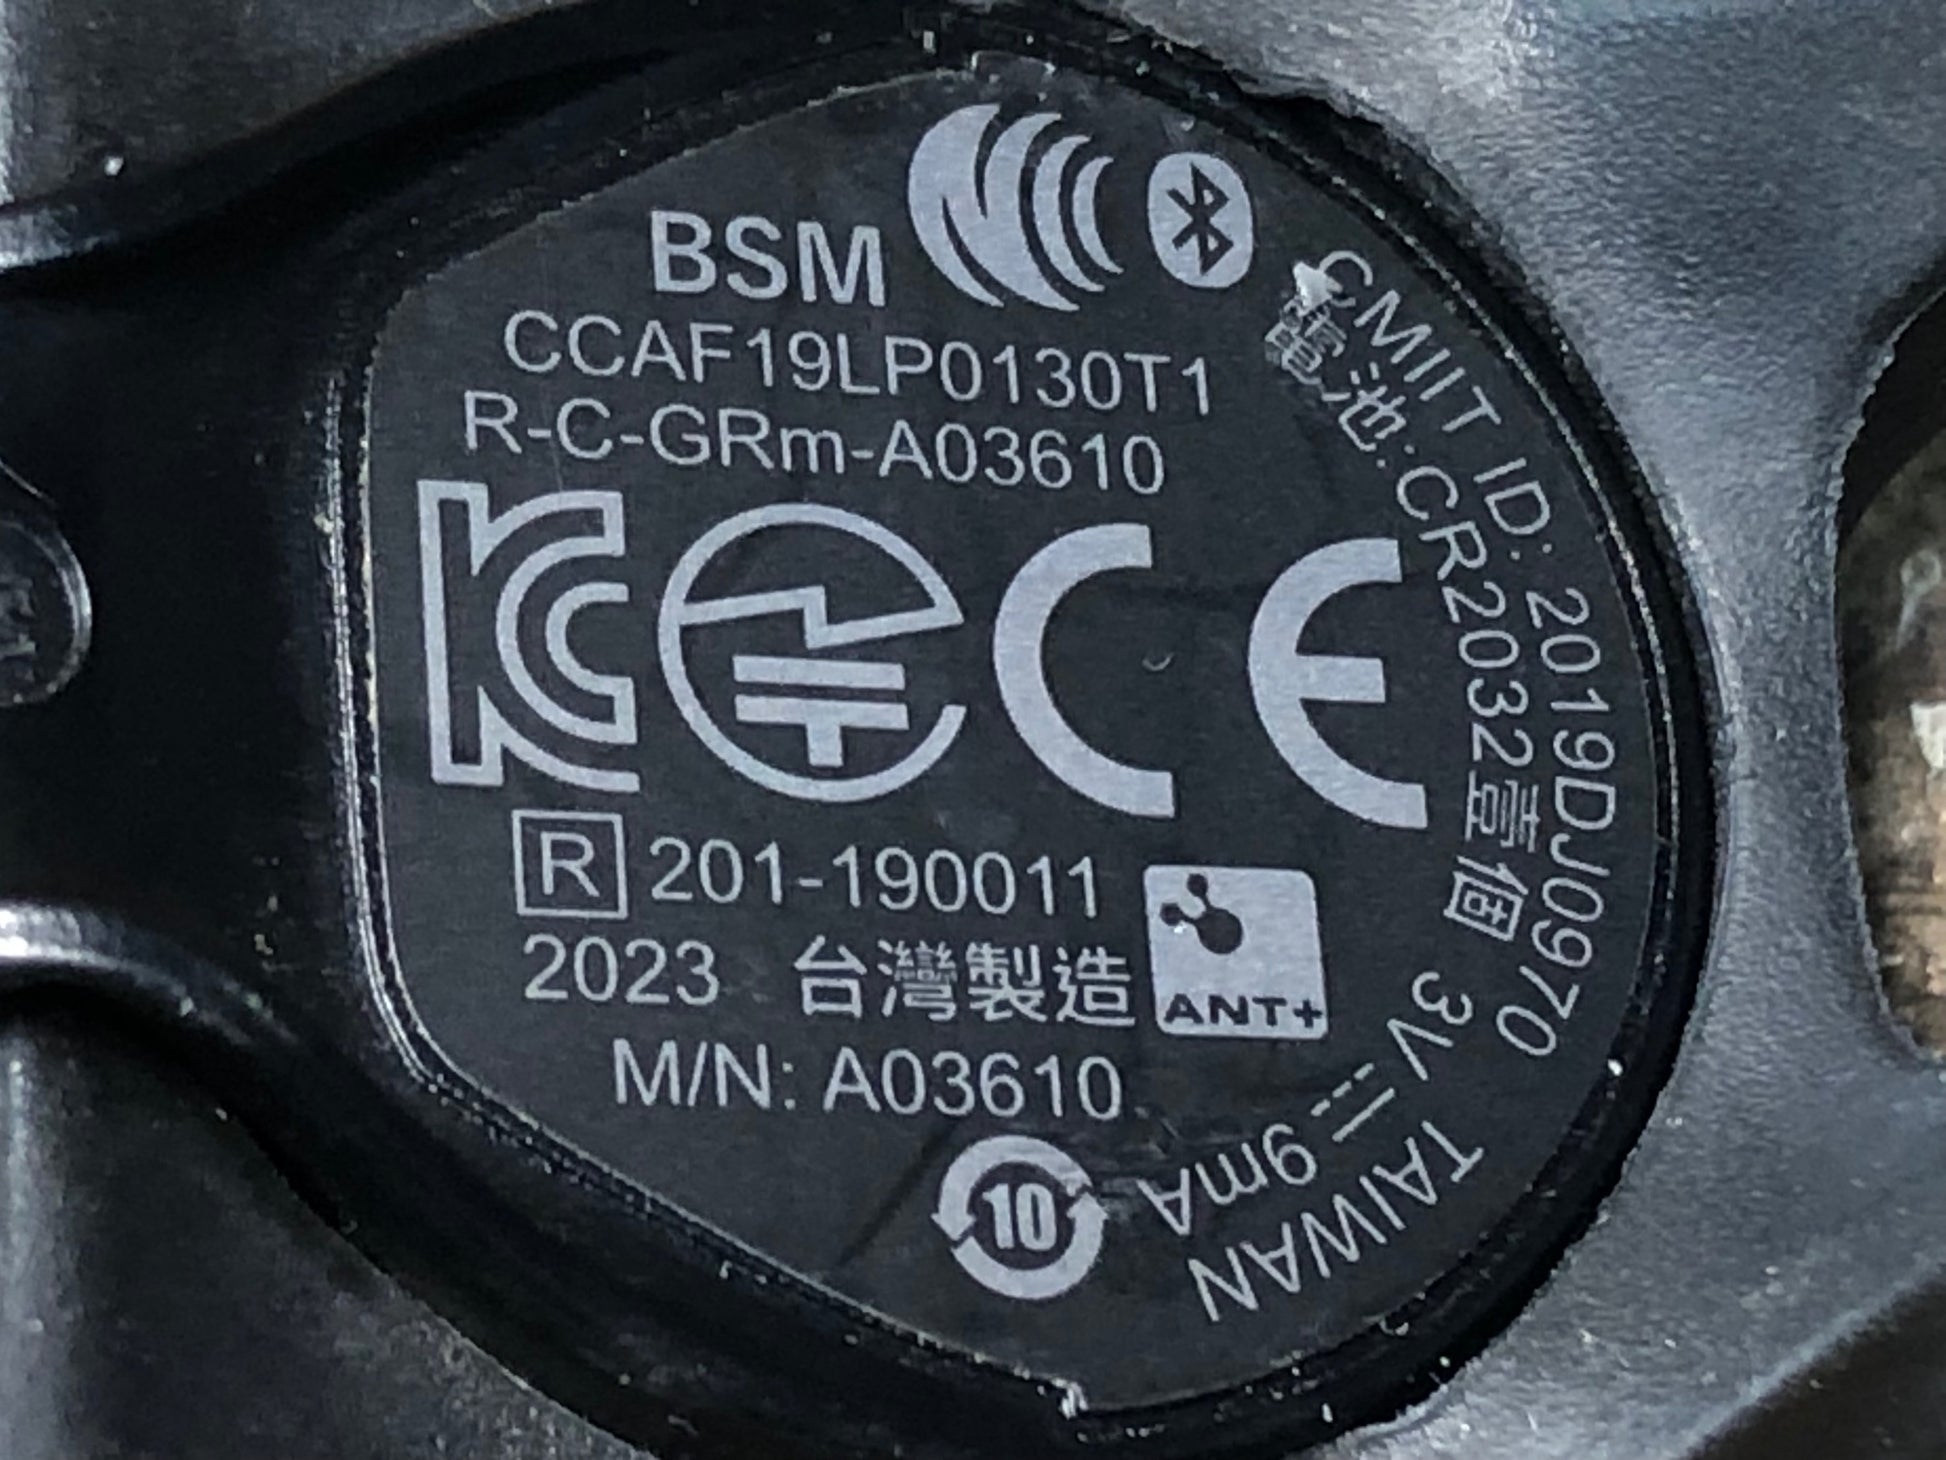 BSM
CCAF19LP0130T1
R-C-GRm-A03610
CE
R 201-190011
2023 台灣製造
ANT+
M/N: A03610
10
CMIIT ID: 2019DJ0970
電池:CR2032壹個
3V 9mA
TAIWAN